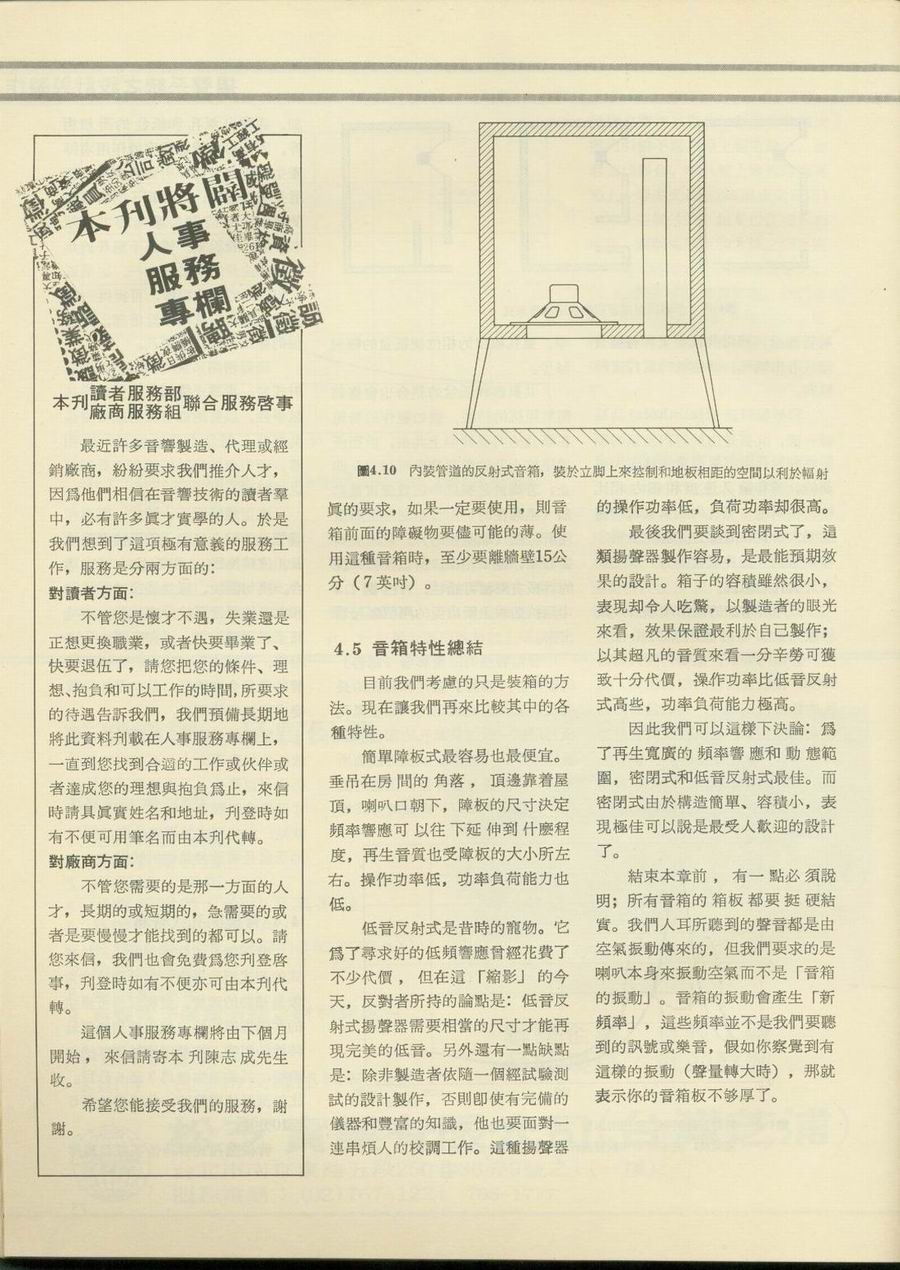 本刊將闢
人事
服務
專欄
本刊讀者服務部廠商服務組聯合服務啓事
最近許多音響製造、代理或經
銷廠商，紛紛要求我們推介人才，
因爲他們相信在音響技術的讀者羣
中，必有許多眞才實學的人。於是
我們想到了這項極有意義的服務工
作，服務是分兩方面的：
對讀者方面：
不管您是懷才不遇，失業還是
正想更換職業，或者快要畢業了、
快要退伍了，請您把您的條件、理
想、抱負和可以工作的時間，所要求
的待遇告訴我們，我們預備長期地
將此資料刋載在人事服務專欄上，
一直到您找到合適的工作或伙伴或
者達成您的理想與抱負爲止，來信
時請具眞實姓名和地址，刋登時如
有不便可用筆名而由本刋代轉。
對廠商方面：
不管您需要的是那一方面的人
才，長期的或短期的，急需要的或
者是要慢慢才能找到的都可以。請
您來信，我們也會免費爲您刋登啓
事，刋登時如有不便亦可由本刋代
轉。
這個人事服務專欄將由下個月
開始，來信請寄本刋陳志成先生
收。
希望您能接受我們的服務，謝
謝。
圖4.10 內裝管道的反射式音箱，裝於立脚上來控制和地板相距的空間以利於輻射
眞的要求，如果一定要使用，則音
箱前面的障礙物要儘可能的薄。使
用這種音箱時，至少要離牆壁15公
分（7英吋）。
4.5 音箱特性總結
目前我們考慮的只是裝箱的方
法。現在讓我們再來比較其中的各
種特性。
簡單障板式最容易也最便宜。
垂吊在房間的角落，頂邊靠着屋
頂，喇叭口朝下，障板的尺寸決定
頻率響應可以往下延伸到什麼程
度，再生音質也受障板的大小所左
右。操作功率低，功率負荷能力也
低。
低音反射式是昔時的寵物。它
爲了尋求好的低頻響應曾經花費了
不少代價，但在這「縮影」的今
天，反對者所持的論點是：低音反
射式揚聲器需要相當的尺寸才能再
現完美的低音。另外還有一點缺點
是：除非製造者依隨一個經試驗測
試的設計製作，否則卽使有完備的
儀器和豐富的知識，他也要面對一
連串煩人的校調工作。這種揚聲器
的操作功率低，負荷功率却很高。
最後我們要談到密閉式了，這
類揚聲器製作容易，是最能預期效
果的設計。箱子的容積雖然很小，
表現却令人吃驚，以製造者的眼光
來看，效果保證最利於自己製作；
以其超凡的音質來看一分辛勞可獲
致十分代價，操作功率比低音反射
式高些，功率負荷能力極高。
因此我們可以這樣下決論：爲
了再生寬廣的頻率響應和動態範
圍，密閉式和低音反射式最佳。而
密閉式由於構造簡單、容積小，表
現極佳可以說是最受人歡迎的設計
了。
結束本章前，有一點必須說
明；所有音箱的箱板都要挺硬結
實。我們人耳所聽到的聲音都是由
空氣振動傳來的，但我們要求的是
喇叭本身來振動空氣而不是「音箱
的振動」。音箱的振動會產生「新
頻率」，這些頻率並不是我們要聽
到的訊號或樂音，假如你察覺到有
這樣的振動（聲量轉大時），那就
表示你的音箱板不够厚了。